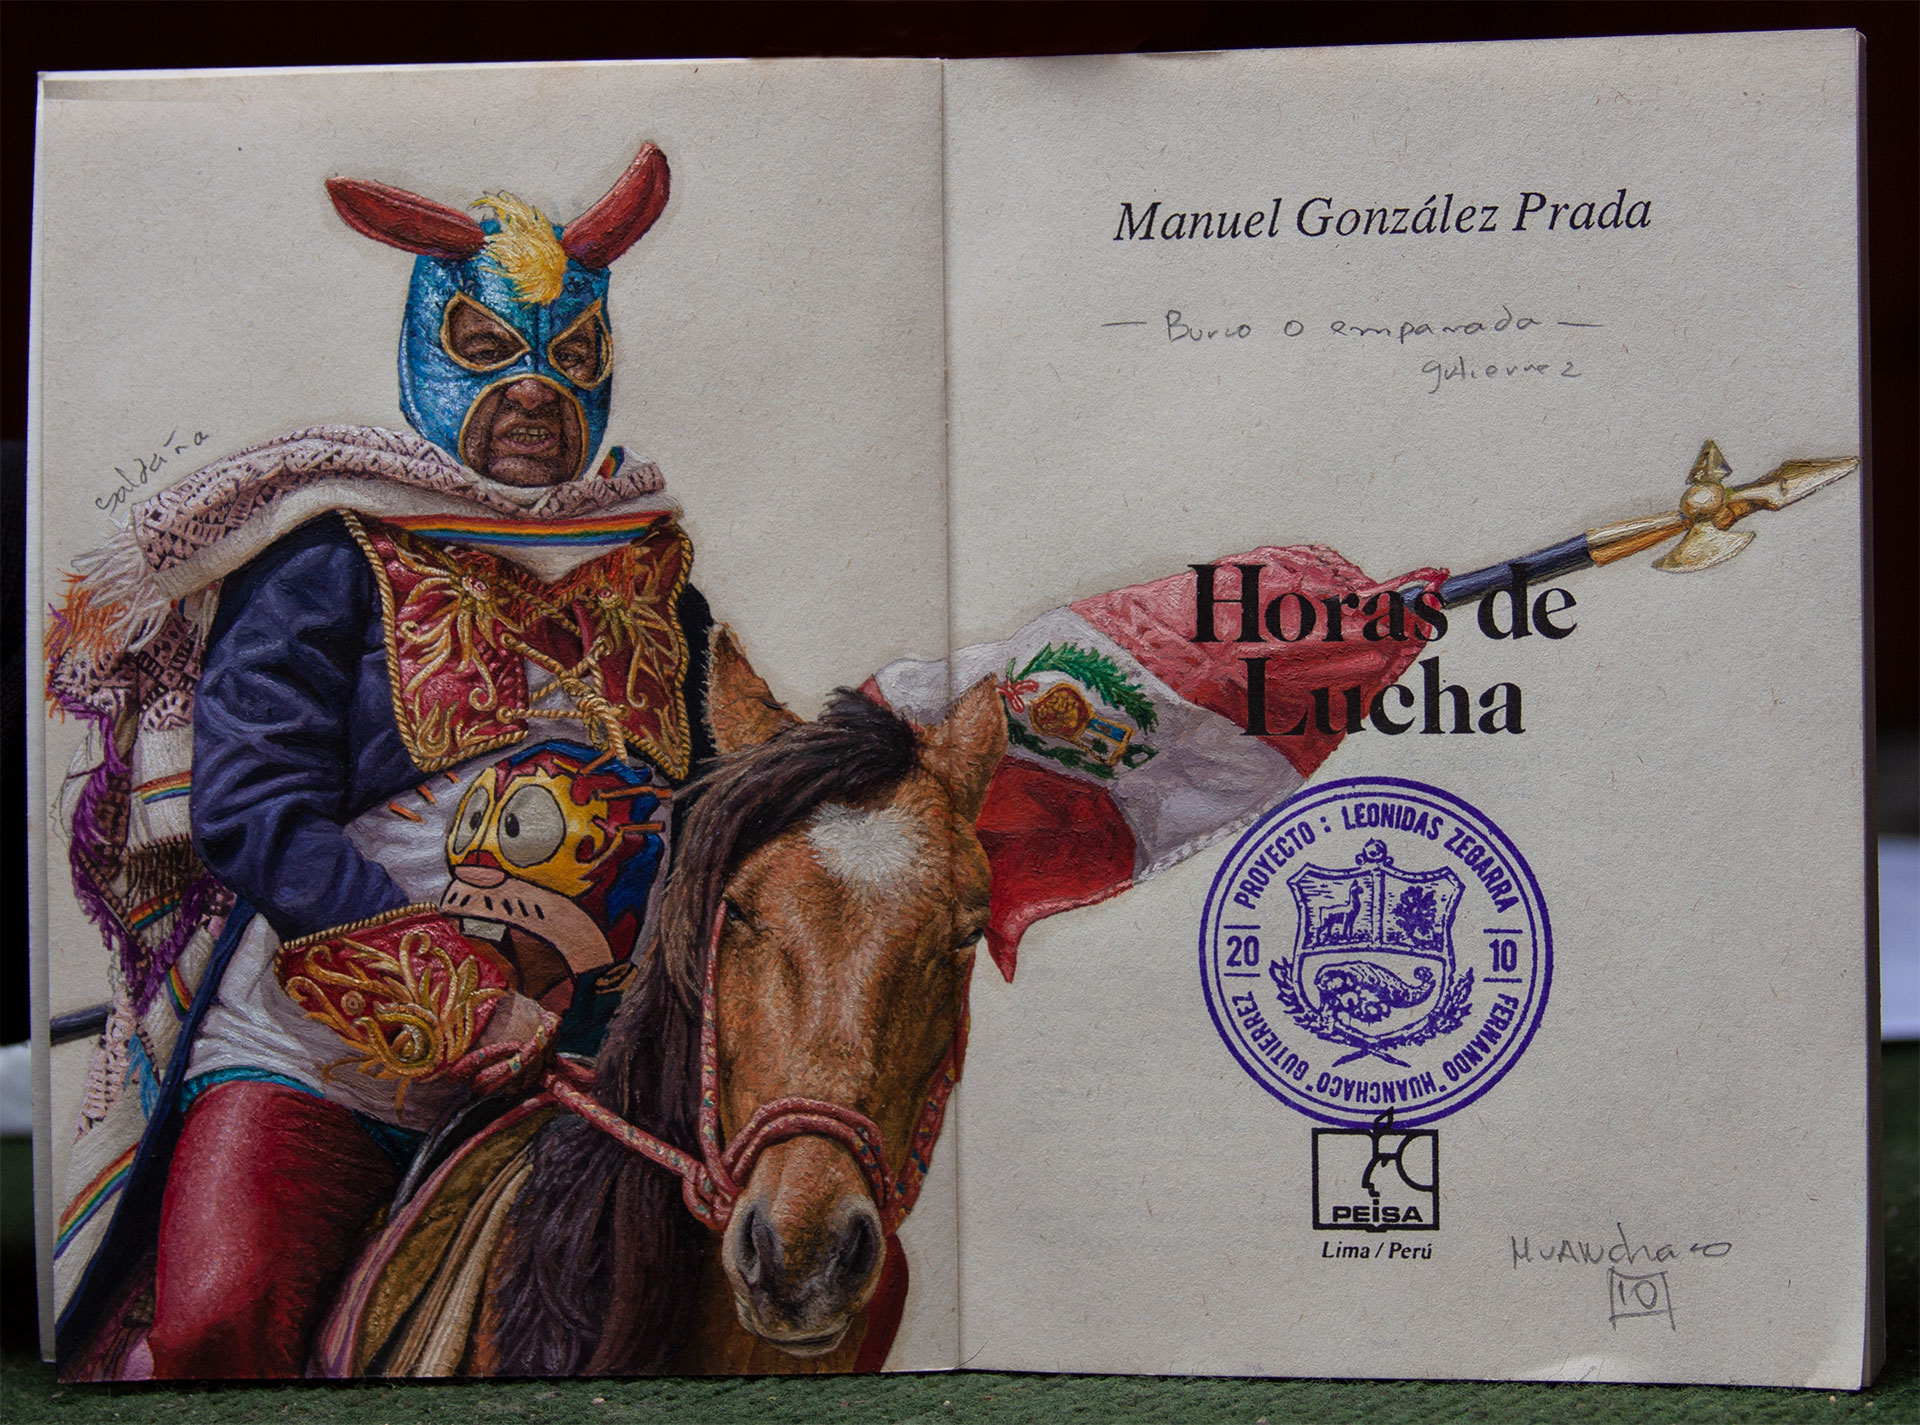 saldaña
Manuel González Prada
— Burro o empanada —
gutierrez
Horas de
Lucha
PROYECTO : LEONIDAS ZEGARRA
20 10
FERNANDO "HUANCHACO" GUTIERREZ
PEISA
Lima / Perú
HUANchaco
10